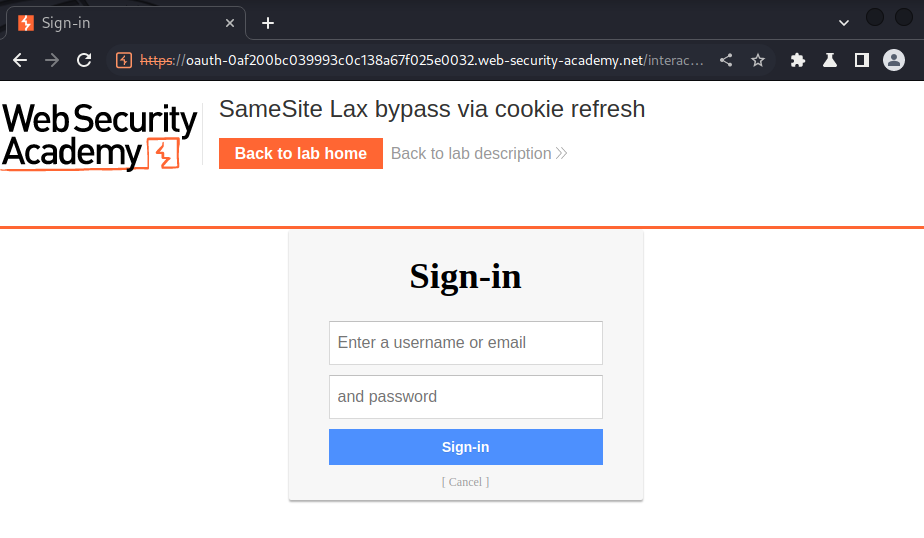 Sign-in
https://oauth-0af200bc039993c0c138a67f025e0032.web-security-academy.net/interac...
Web Security
Academy
SameSite Lax bypass via cookie refresh
Back to lab home
Back to lab description
Sign-in
Enter a username or email
and password
Sign-in
[ Cancel ]